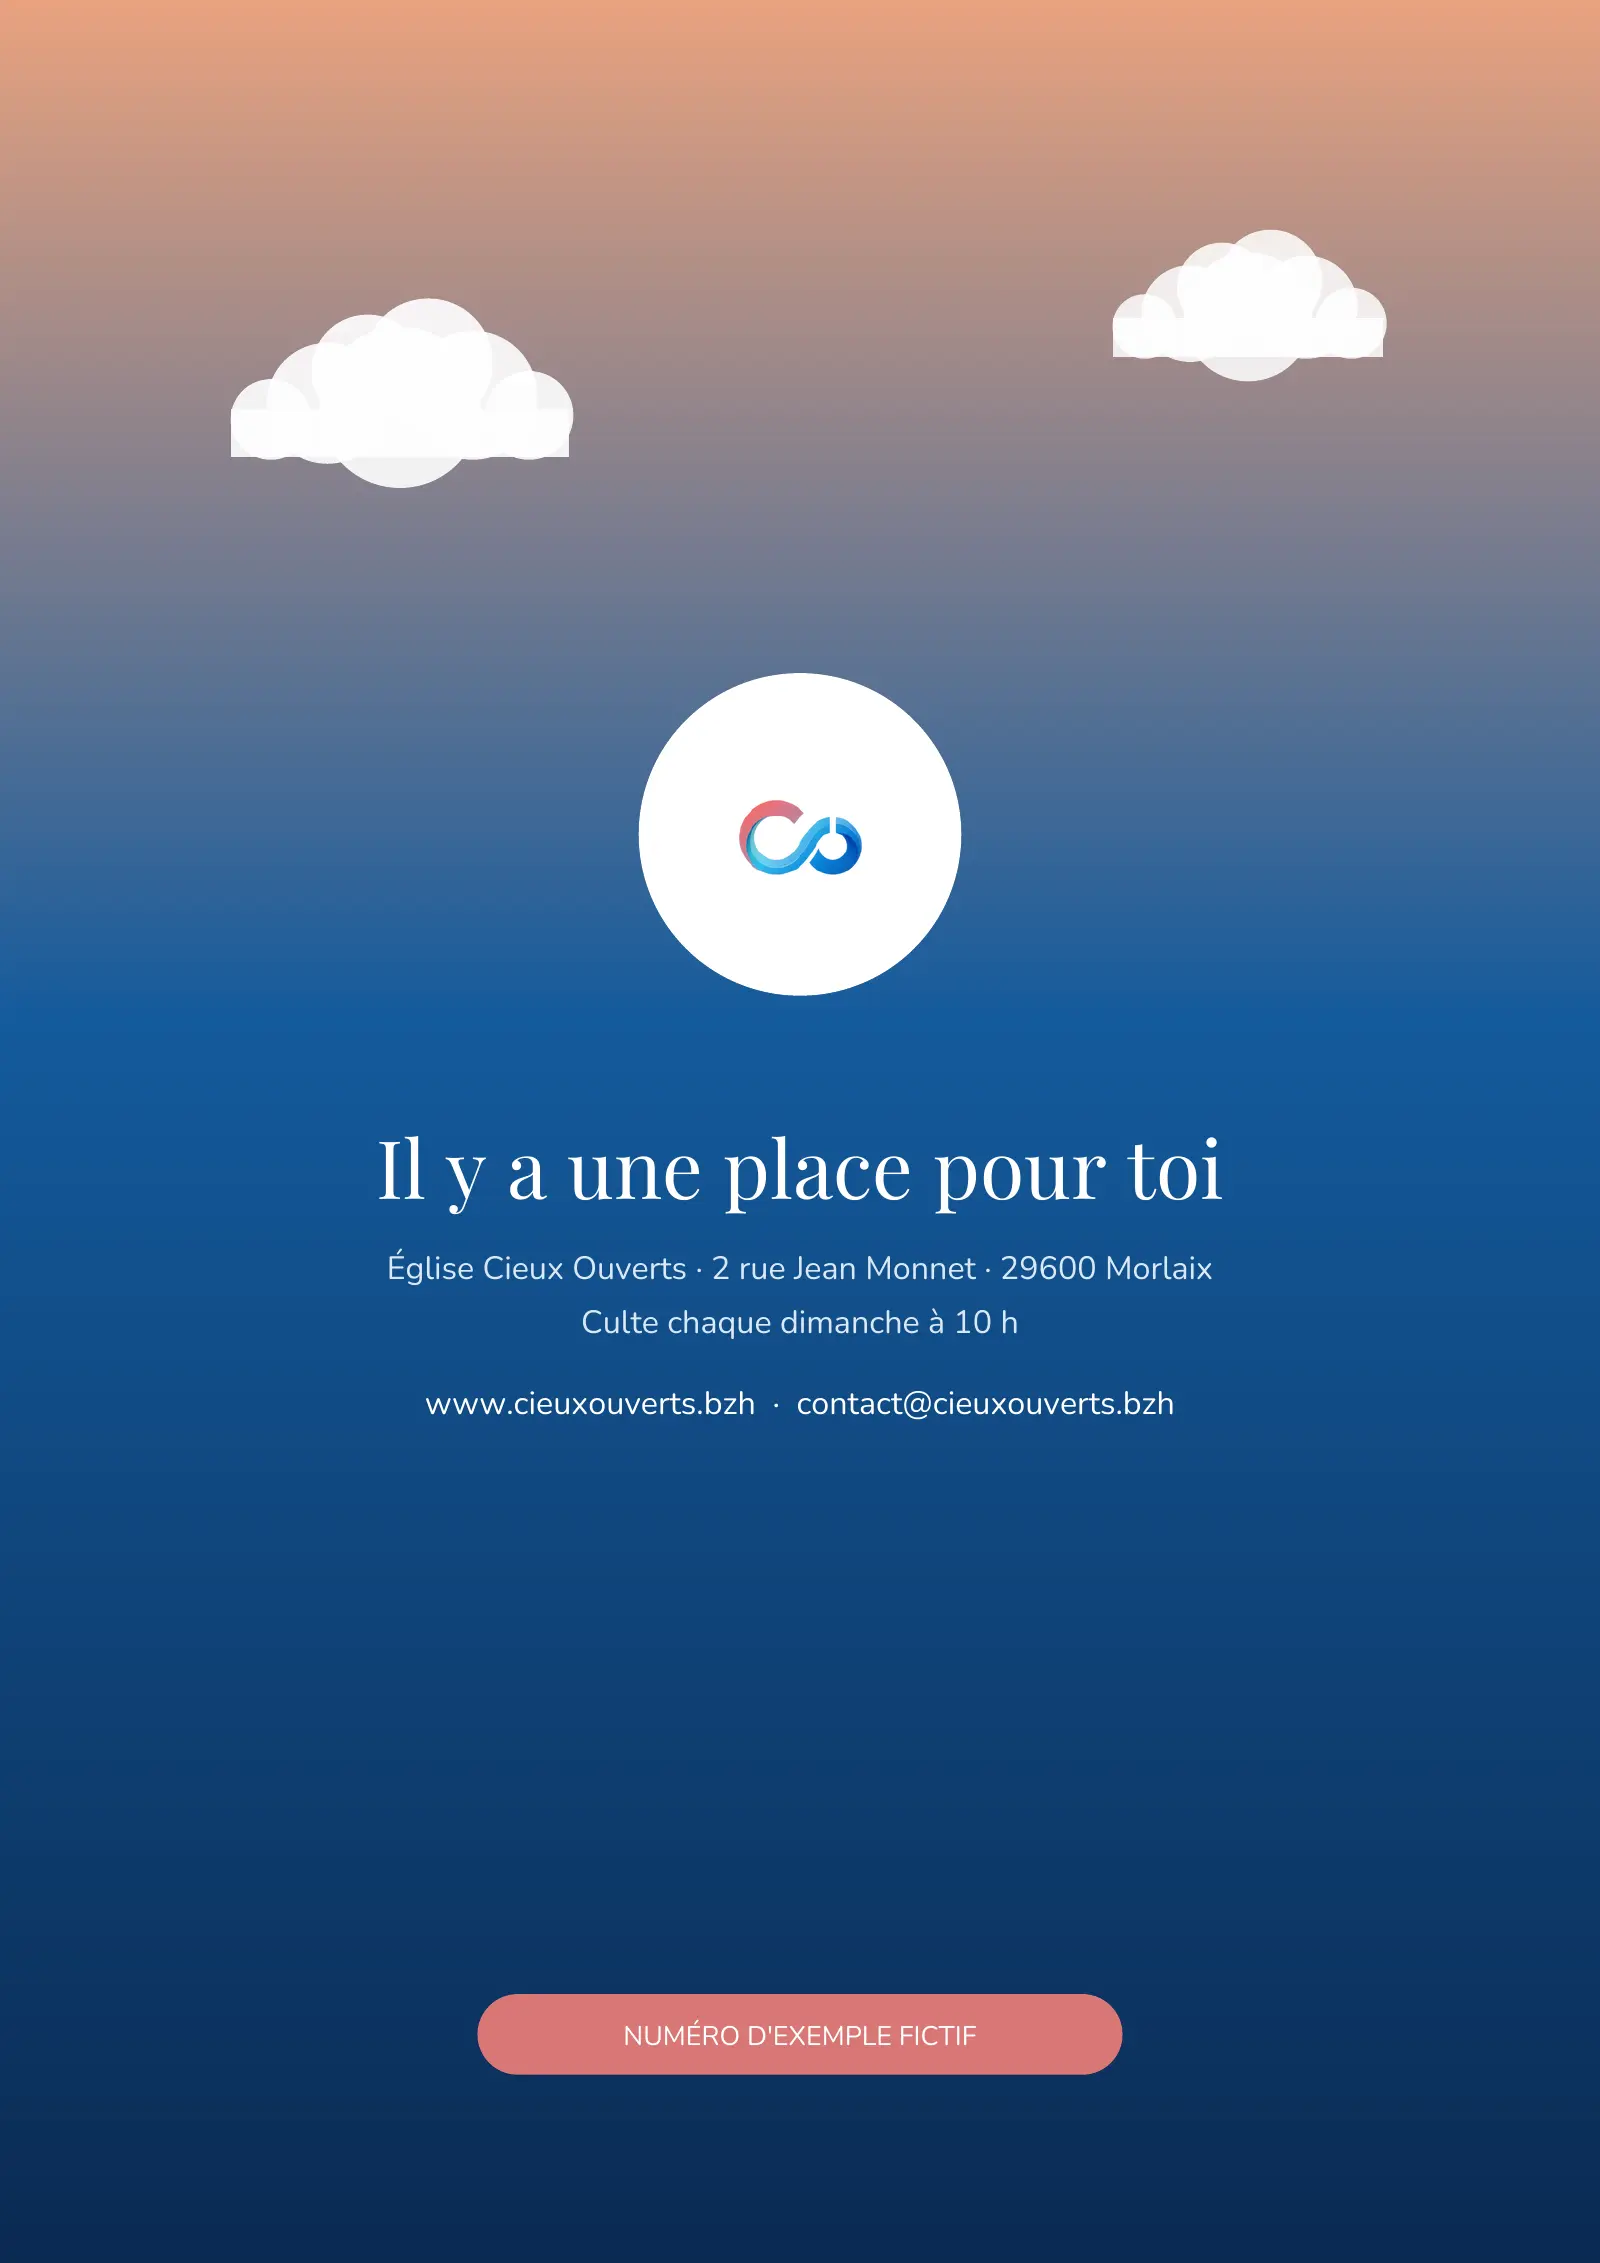 Il y a une place pour toi
Église Cieux Ouverts · 2 rue Jean Monnet · 29600 Morlaix
Culte chaque dimanche à 10 h
www.cieuxouverts.bzh · contact@cieuxouverts.bzh
NUMÉRO D'EXEMPLE FICTIF